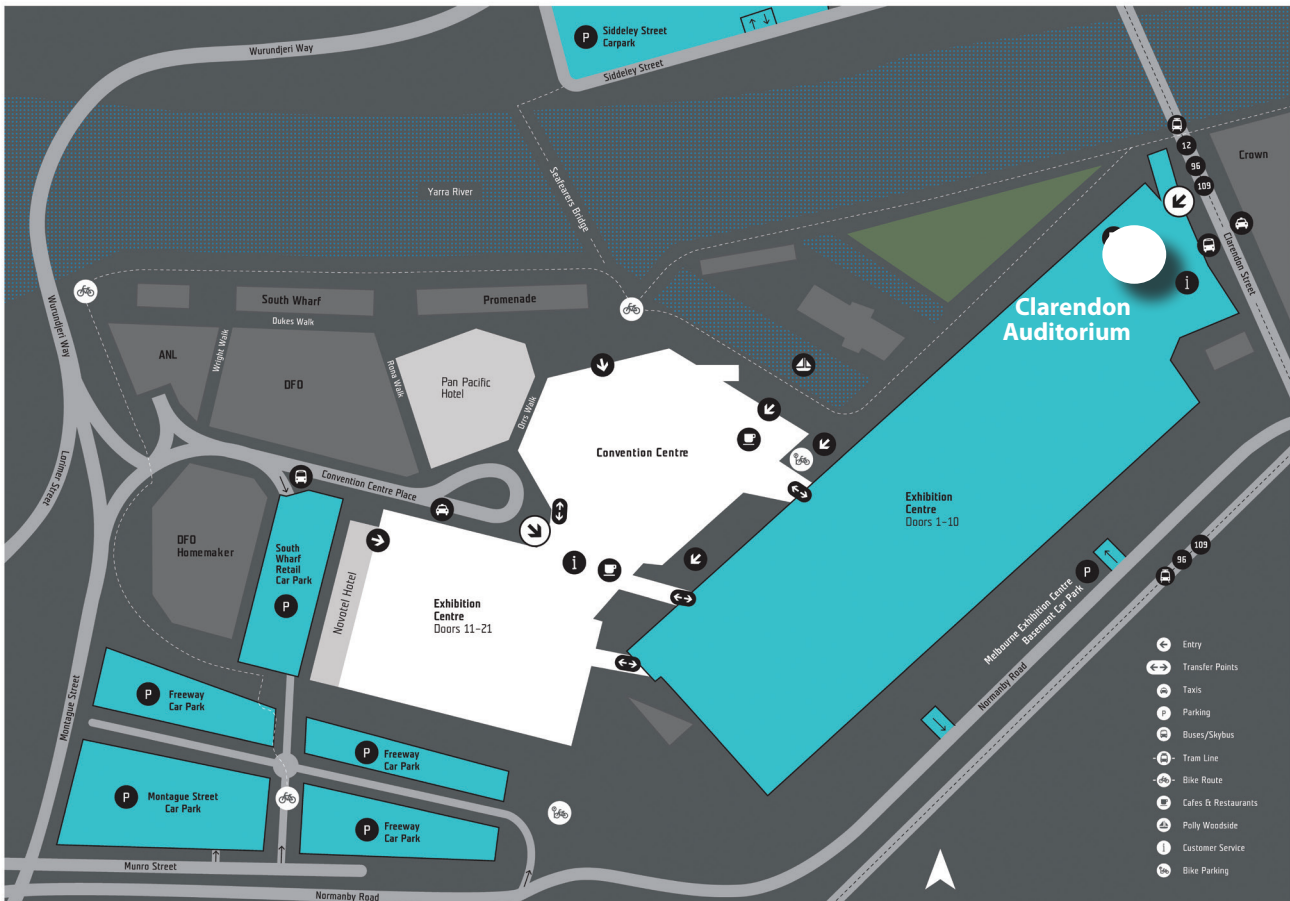 Siddeley Street
Carpark
P
Siddeley Street
Wurundjeri Way
12
96
109
Crown
Clarendon Street
Yarra River
Seafarers Bridge
i
Clarendon
Auditorium
South Wharf
Promenade
Dukes Walk
Wurundjeri Way
ANL
Wright Walk
DFO
Rona Walk
Pan Pacific
Hotel
Orrs Walk
Convention Centre
Lorimer Street
Convention Centre Place
Exhibition
Centre
Doors 1-10
DFO
Homemaker
South
Wharf
Retail
Car Park
P
Novotel Hotel
i
Exhibition
Centre
Doors 11-21
109
96
P
Melbourne Exhibition Centre
Basement Car Park
Normanby Road
Montague Street
P
Freeway
Car Park
P
Freeway
Car Park
P
Montague Street
Car Park
P
Freeway
Car Park
Munro Street
Normanby Road
Entry
Transfer Points
Taxis
P
Parking
Buses/Skybus
Tram Line
Bike Route
Cafes & Restaurants
Polly Woodside
i
Customer Service
Bike Parking